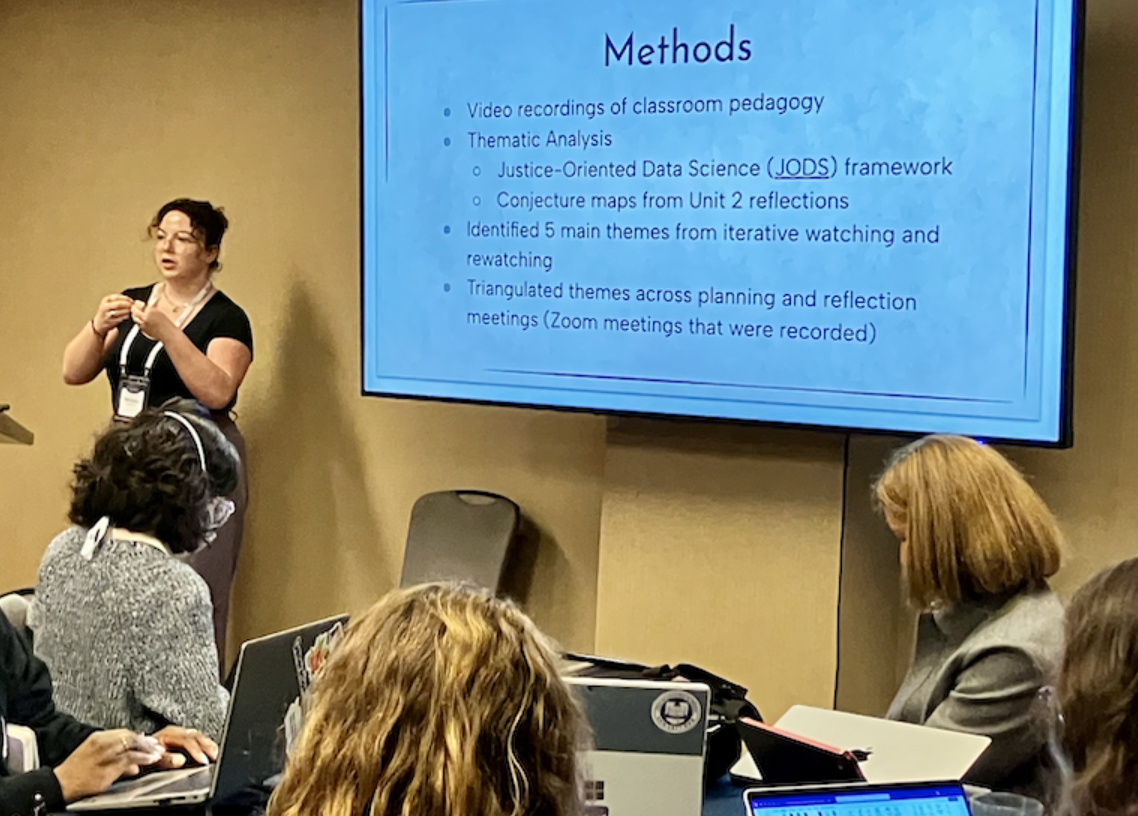 Methods
Video recordings of classroom pedagogy
Thematic Analysis
Justice-Oriented Data Science (JODS) framework
Conjecture maps from Unit 2 reflections
Identified 5 main themes from iterative watching and
rewatching
Triangulated themes across planning and reflection
meetings (Zoom meetings that were recorded)